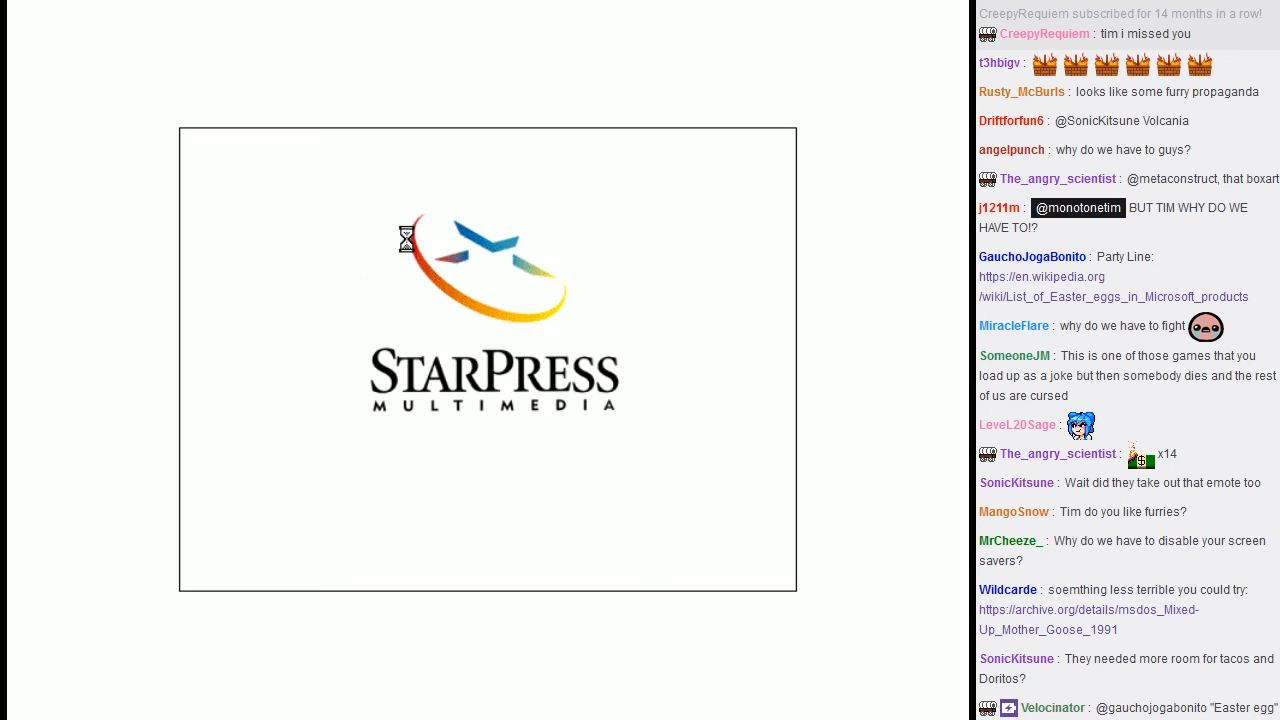 STARPRESS
MULTIMEDIA
CreepyRequiem subscribed for 14 months in a row!
CreepyRequiem : tim i missed you
t3hbigv :
Rusty_McBurls : looks like some furry propaganda
Driftforfun6 : @SonicKitsune Volcania
angelpunch : why do we have to guys?
The_angry_scientist : @metaconstruct, that boxart
j1211m : @monotonetim BUT TIM WHY DO WE
HAVE TO!?
GauchoJogaBonito : Party Line:
https://en.wikipedia.org
/wiki/List_of_Easter_eggs_in_Microsoft_products
MiracleFlare : why do we have to fight
SomeoneJM : This is one of those games that you
load up as a joke but then somebody dies and the rest
of us are cursed
LeveL20Sage :
The_angry_scientist : $ x14
SonicKitsune : Wait did they take out that emote too
MangoSnow : Tim do you like furries?
MrCheeze_ : Why do we have to disable your screen
savers?
Wildcarde : soemthing less terrible you could try:
https://archive.org/details/msdos_Mixed-
Up_Mother_Goose_1991
SonicKitsune : They needed more room for tacos and
Doritos?
Velocinator : @gauchojogabonito "Easter egg"